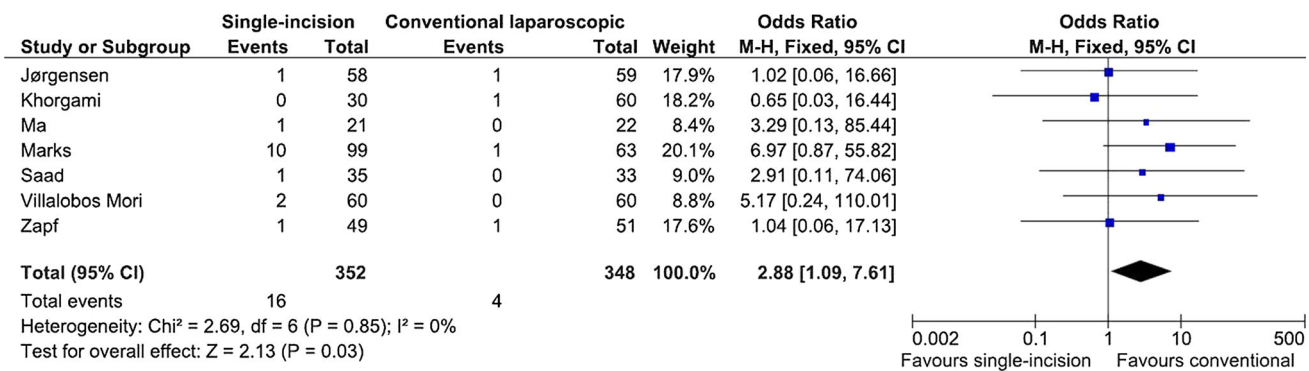 Single-incision Conventional laparoscopic Odds Ratio Odds Ratio
Study or Subgroup Events Total Events Total Weight M-H, Fixed, 95% CI M-H, Fixed, 95% CI
Jørgensen 1 58 1 59 17.9% 1.02 [0.06, 16.66]
Khorgami 0 30 1 60 18.2% 0.65 [0.03, 16.44]
Ma 1 21 0 22 8.4% 3.29 [0.13, 85.44]
Marks 10 99 1 63 20.1% 6.97 [0.87, 55.82]
Saad 1 35 0 33 9.0% 2.91 [0.11, 74.06]
Villalobos Mori 2 60 0 60 8.8% 5.17 [0.24, 110.01]
Zapf 1 49 1 51 17.6% 1.04 [0.06, 17.13]
Total (95% CI) 352 348 100.0% 2.88 [1.09, 7.61]
Total events 16 4
Heterogeneity: Chi² = 2.69, df = 6 (P = 0.85); I² = 0%
Test for overall effect: Z = 2.13 (P = 0.03)
0.002 0.1 1 10 500
Favours single-incision Favours conventional